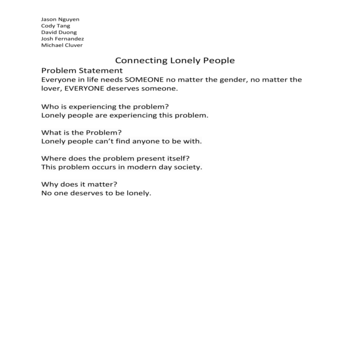 Jason Nguyen
Cody Tang
David Duong
Josh Fernandez
Michael Cluver
Connecting Lonely People
Problem Statement
Everyone in life needs SOMEONE no matter the gender, no matter the
lover, EVERYONE deserves someone.
Who is experiencing the problem?
Lonely people are experiencing this problem.
What is the Problem?
Lonely people can't find anyone to be with.
Where does the problem present itself?
This problem occurs in modern day society.
Why does it matter?
No one deserves to be lonely.